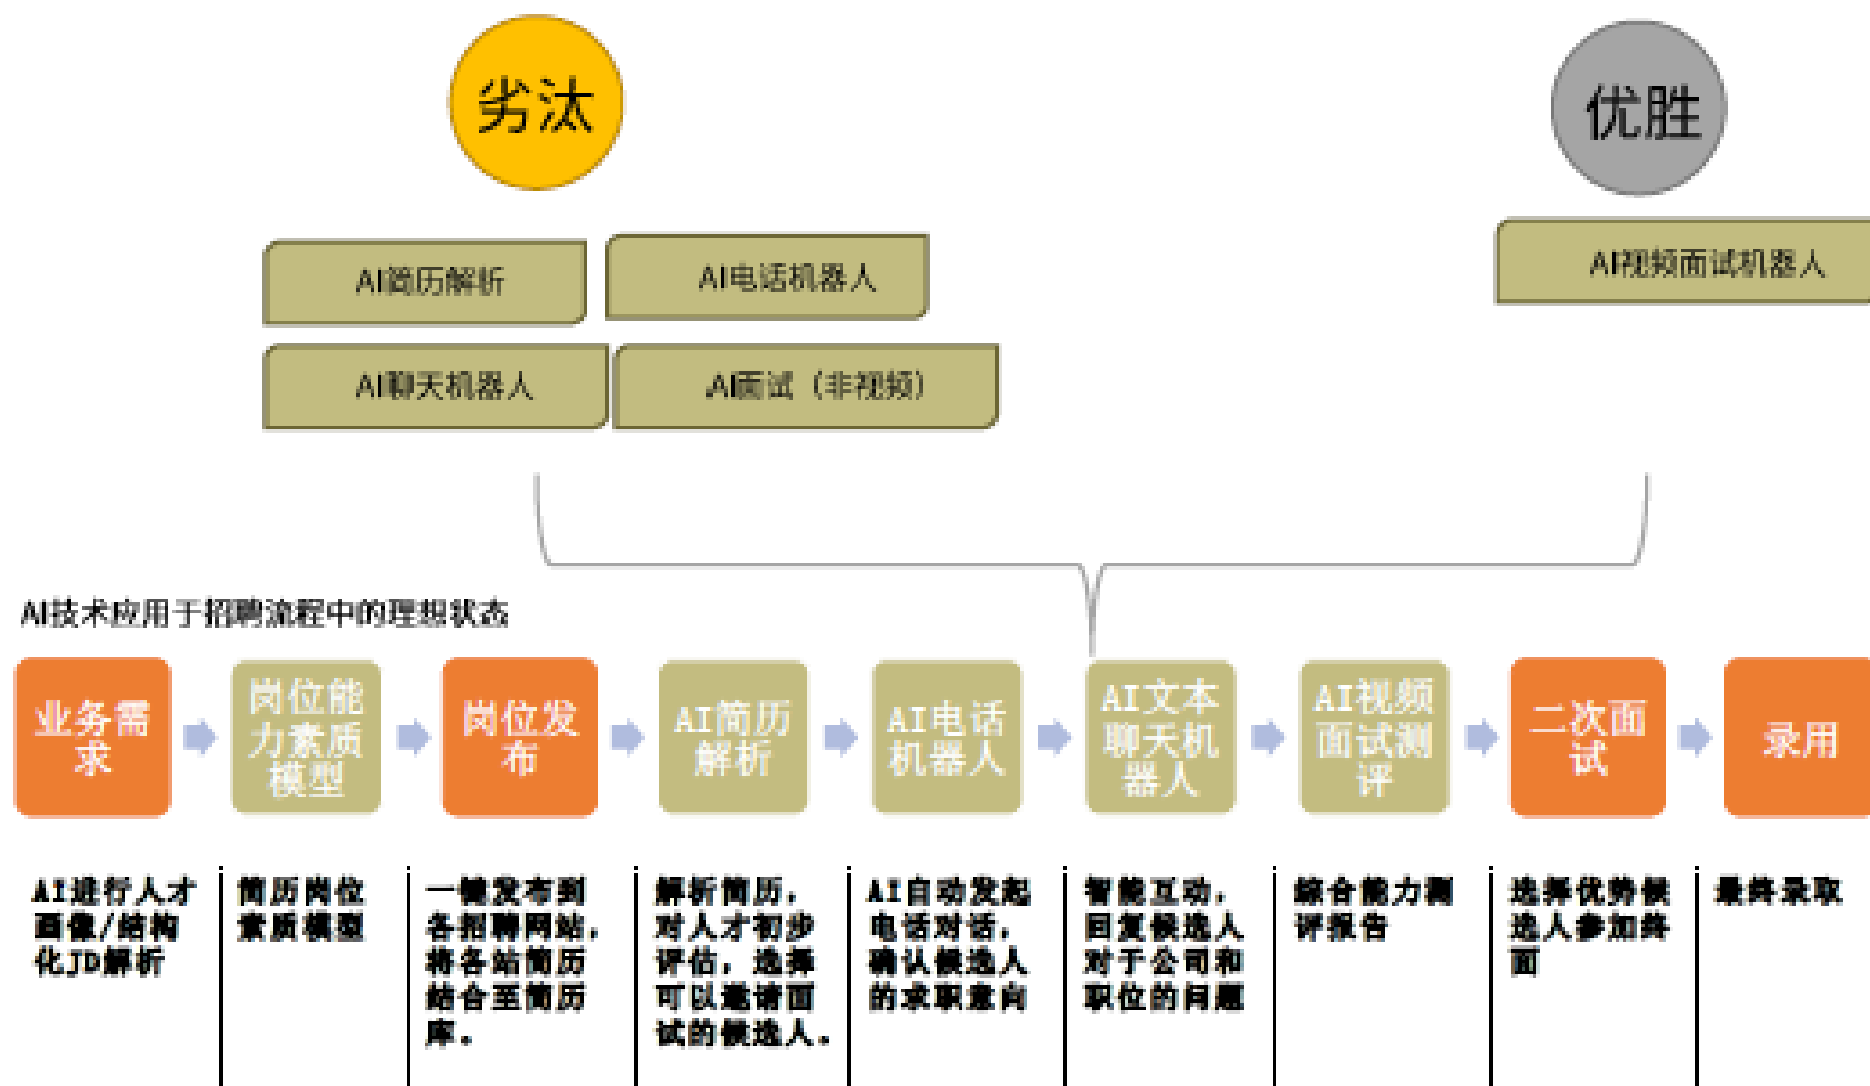 劣汰
优胜
AI简历解析
AI电话机器人
AI视频面试机器人
AI聊天机器人
AI面试（非视频）
AI技术应用于招聘流程中的理想状态
业务需
求
岗位能
力素质
模型
岗位发
布
AI简历
解析
AI电话
机器人
AI文本
聊天机
器人
AI视频
面试测
评
二次面
试
录用
AI进行人才
画像/结构
化JD解析
简历岗位
素质模型
一键发布到
各招聘网站，
将各站简历
结合至简历
库。
解析简历，
对人才初步
评估，选择
可以邀请面
试的候选人。
AI自动发起
电话对话，
确认候选人
的求职意向
智能互动，
回复候选人
对于公司和
职位的问题
综合能力测
评报告
选择优势候
选人参加终
面
最终录取